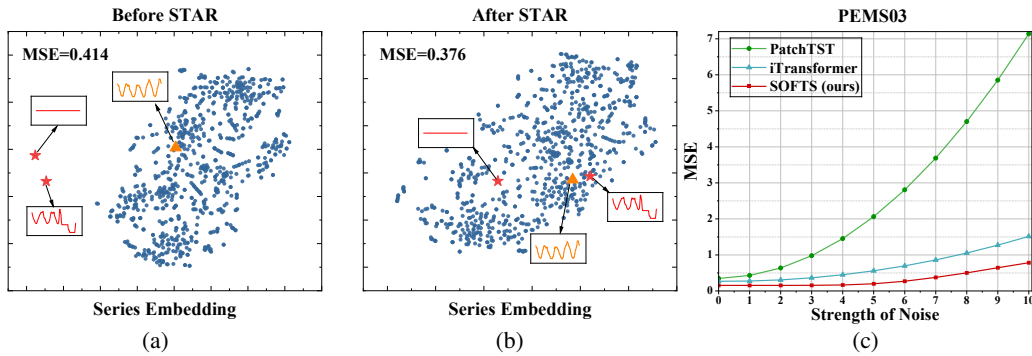 Before STAR
MSE=0.414
Series Embedding
(a)
After STAR
MSE=0.376
Series Embedding
(b)
PEMS03
PatchTST
iTransformer
SOFTS (ours)
MSE
7
6
5
4
3
2
1
0
0 1 2 3 4 5 6 7 8 9 10
Strength of Noise
(c)